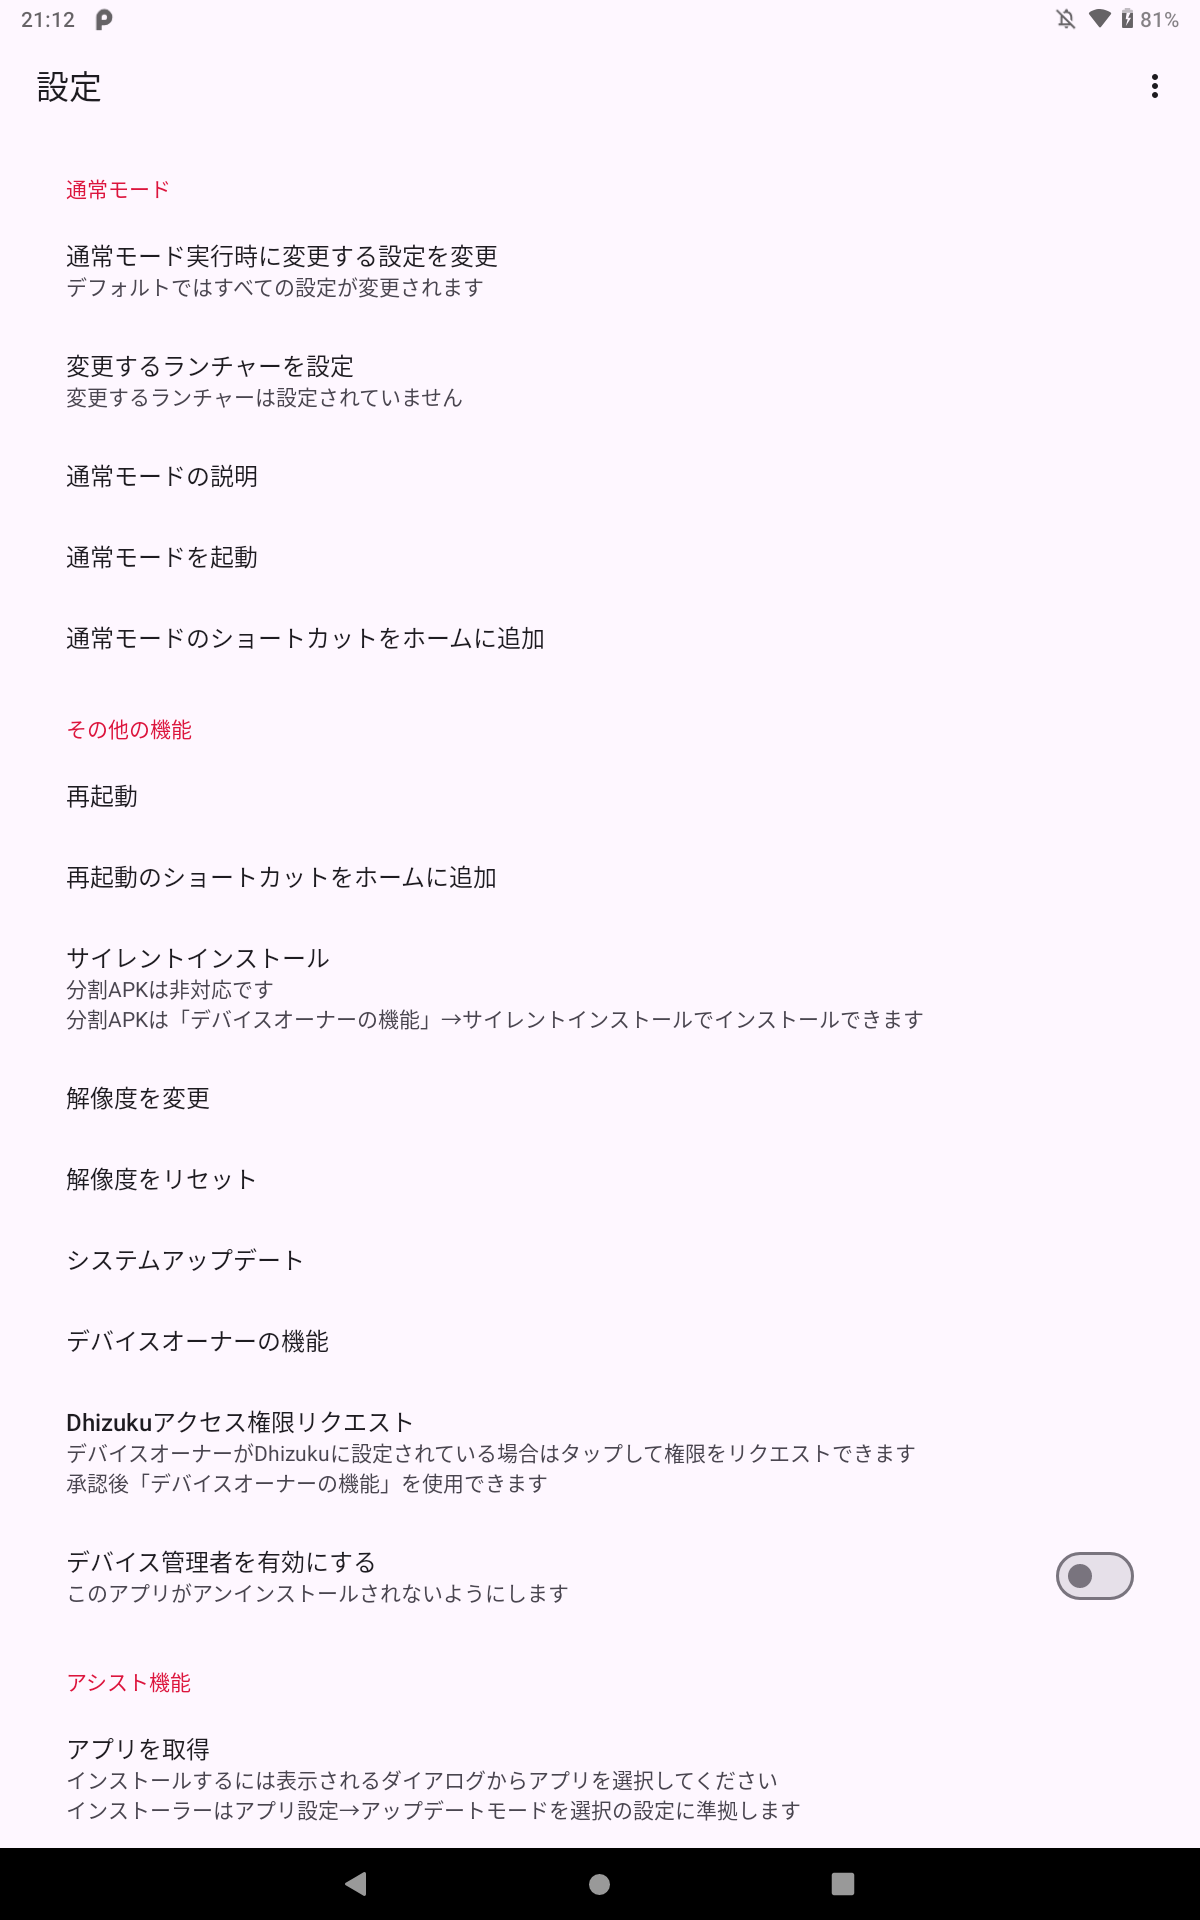 21:12
81%
設定
通常モード
通常モード実行時に変更する設定を変更
デフォルトではすべての設定が変更されます
変更するランチャーを設定
変更するランチャーは設定されていません
通常モードの説明
通常モードを起動
通常モードのショートカットをホームに追加
その他の機能
再起動
再起動のショートカットをホームに追加
サイレントインストール
分割APKは非対応です
分割APKは「デバイスオーナーの機能」→サイレントインストールでインストールできます
解像度を変更
解像度をリセット
システムアップデート
デバイスオーナーの機能
Dhizukuアクセス権限リクエスト
デバイスオーナーがDhizukuに設定されている場合はタップして権限をリクエストできます
承認後「デバイスオーナーの機能」を使用できます
デバイス管理者を有効にする
このアプリがアンインストールされないようにします
アシスト機能
アプリを取得
インストールするには表示されるダイアログからアプリを選択してください
インストーラーはアプリ設定→アップデートモードを選択の設定に準拠します